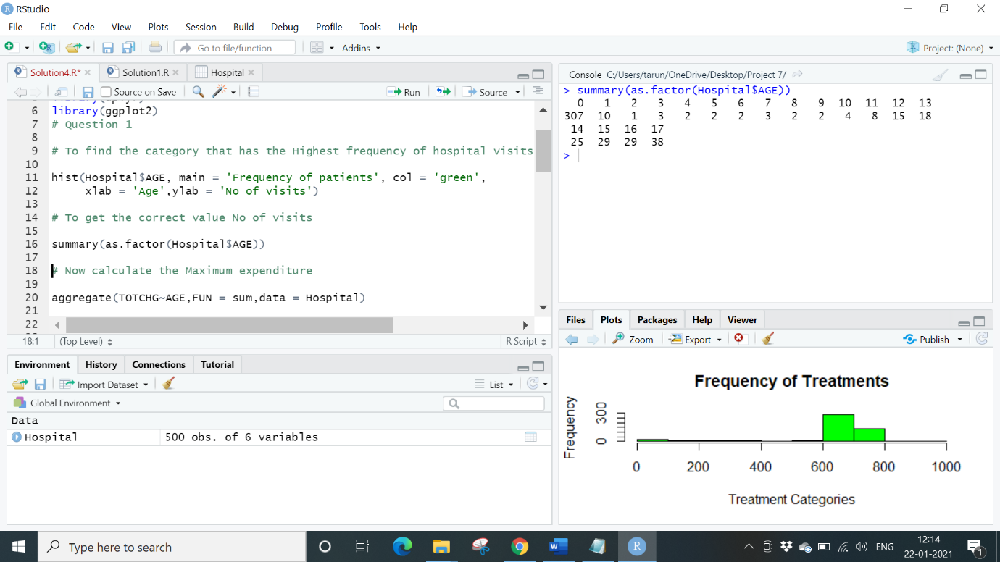 RStudio
File Edit Code View Plots Session Build Debug Profile Tools Help
Go to file/function Addins Project: (None)
Solution4.R* Solution1.R Hospital
Source on Save Run Source
6 library(ggplot2)
7 # Question 1
8
9 # To find the category that has the Highest frequency of hospital visits
10
11 hist(Hospital$AGE, main = 'Frequency of patients', col = 'green',
12 xlab = 'Age',ylab = 'No of visits')
13
14 # To get the correct value No of visits
15
16 summary(as.factor(Hospital$AGE))
17
18 # Now calculate the Maximum expenditure
19
20 aggregate(TOTCHG~AGE,FUN = sum,data = Hospital)
21
22
18:1 (Top Level) R Script
Environment History Connections Tutorial
Import Dataset List
Global Environment
Data
Hospital 500 obs. of 6 variables
Console C:/Users/tarun/OneDrive/Desktop/Project 7/
> summary(as.factor(Hospital$AGE))
0 1 2 3 4 5 6 7 8 9 10 11 12 13
307 10 1 3 2 2 2 3 2 2 4 8 15 18
14 15 16 17
25 29 29 38
>
Files Plots Packages Help Viewer
Zoom Export Publish
Frequency of Treatments
Frequency
0 300
0 200 400 600 800 1000
Treatment Categories
Type here to search
ENG
12:14
22-01-2021
1